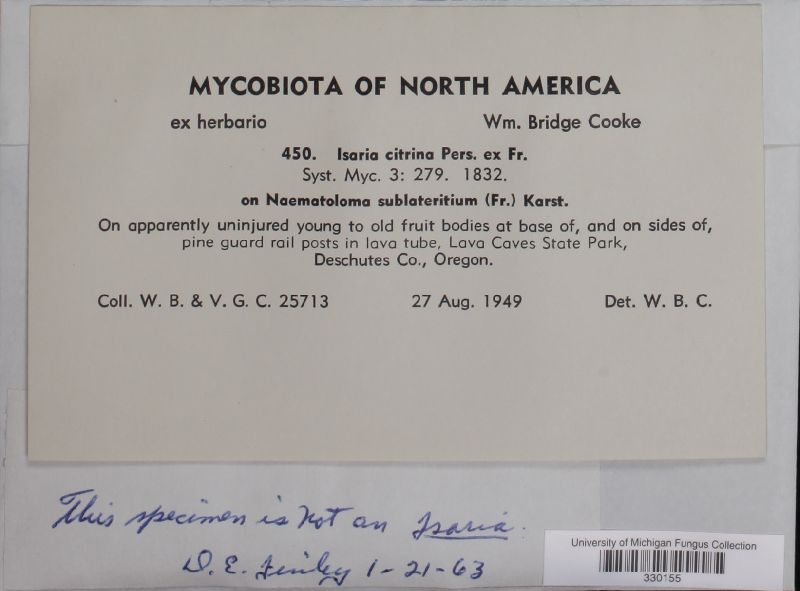 MYCOBIOTA OF NORTH AMERICA
ex herbario Wm. Bridge Cooke
450. Isaria citrina Pers. ex Fr.
Syst. Myc. 3: 279. 1832.
on Naematoloma sublateritium (Fr.) Karst.
On apparently uninjured young to old fruit bodies at base of, and on sides of,
pine guard rail posts in lava tube, Lava Caves State Park,
Deschutes Co., Oregon.
Coll. W. B. & V. G. C. 25713 27 Aug. 1949 Det. W. B. C.
This specimen is not an Isaria.
D. E. Finley 1-21-63
University of Michigan Fungus Collection
330155